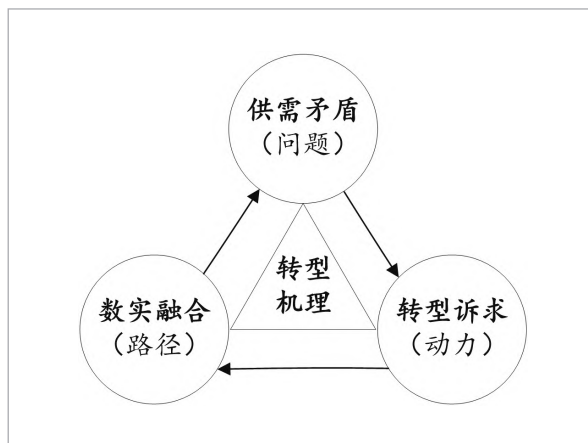 供需矛盾
（问题）
转型
机理
数实融合
（路径）
转型诉求
（动力）